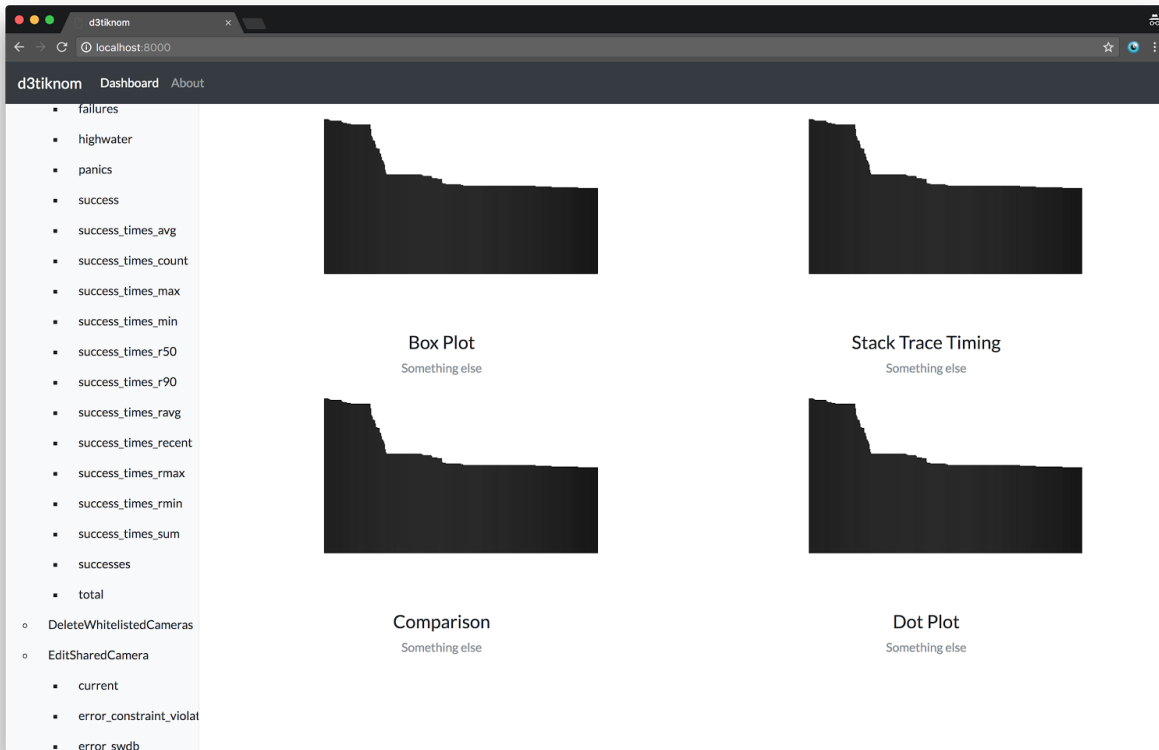 d3tiknom
localhost:8000
d3tiknom Dashboard About
failures
highwater
panics
success
success_times_avg
success_times_count
success_times_max
success_times_min
success_times_r50
success_times_r90
success_times_ravg
success_times_recent
success_times_rmax
success_times_rmin
success_times_sum
successes
total
DeleteWhitelistedCameras
EditSharedCamera
current
error_constraint_violat
error_swdb
Box Plot
Something else
Stack Trace Timing
Something else
Comparison
Something else
Dot Plot
Something else